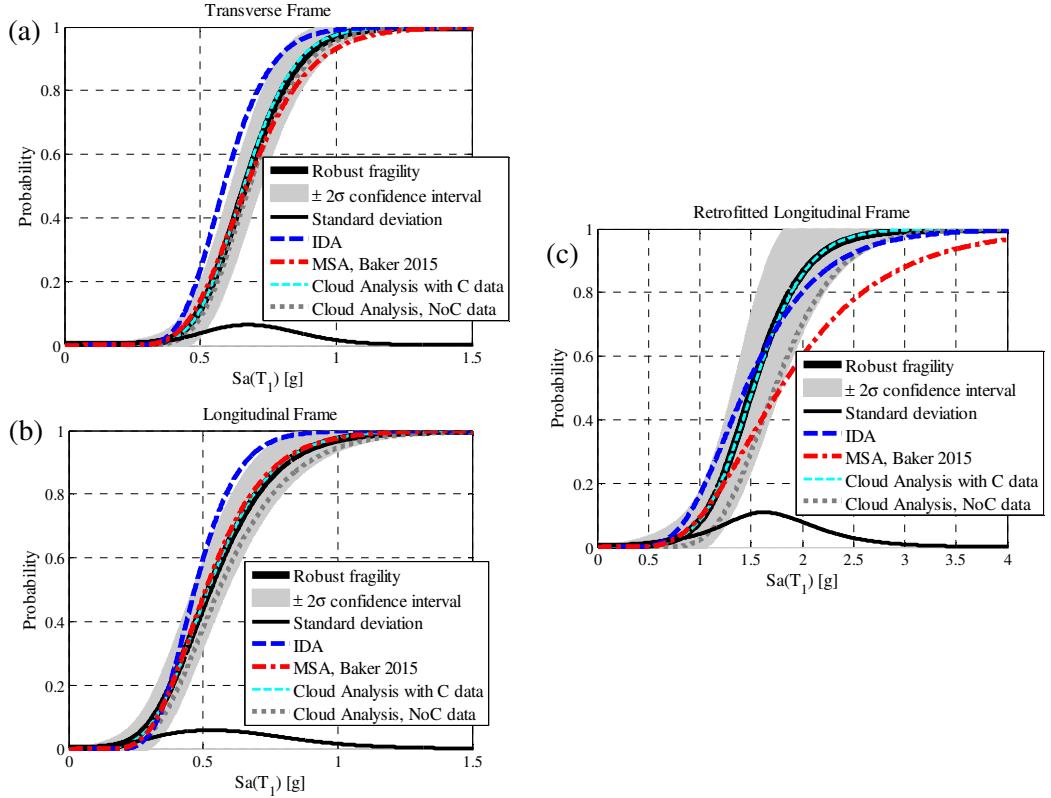 (a)
Transverse Frame
1
0.8
0.6
0.4
0.2
0
Probability
Robust fragility
± 2σ confidence interval
Standard deviation
IDA
MSA, Baker 2015
Cloud Analysis with C data
Cloud Analysis, NoC data
0 0.5 1 1.5
Sa(T1) [g]
(b)
Longitudinal Frame
1
0.8
0.6
0.4
0.2
0
Probability
Robust fragility
± 2σ confidence interval
Standard deviation
IDA
MSA, Baker 2015
Cloud Analysis with C data
Cloud Analysis, NoC data
0 0.5 1 1.5
Sa(T1) [g]
(c)
Retrofitted Longitudinal Frame
1
0.8
0.6
0.4
0.2
0
Probability
Robust fragility
± 2σ confidence interval
Standard deviation
IDA
MSA, Baker 2015
Cloud Analysis with C data
Cloud Analysis, NoC data
0 0.5 1 1.5 2 2.5 3 3.5 4
Sa(T1) [g]